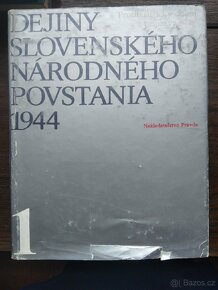 DEJINY
SLOVENSKÉHO
NÁRODNÉHO
POVSTANIA
1944
Nakladateľstvo Pravda
1
Bazos.cz